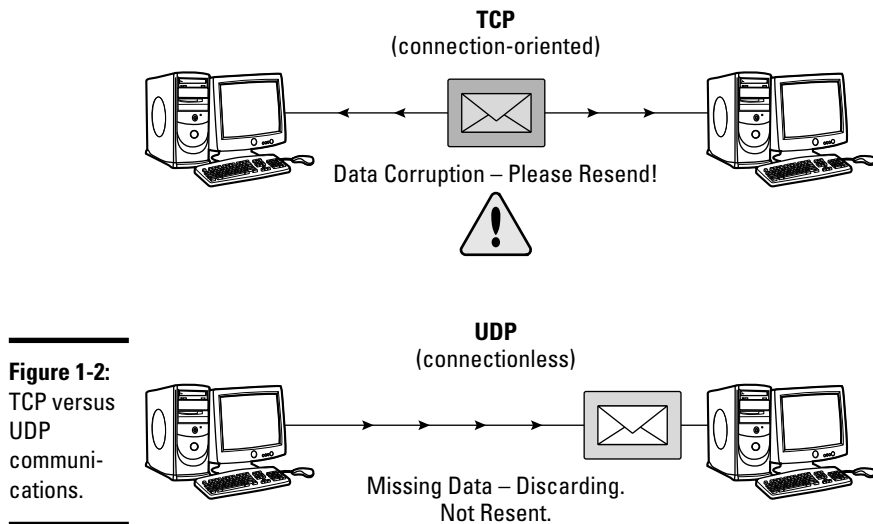 TCP
(connection-oriented)
Data Corruption – Please Resend!
UDP
(connectionless)
Missing Data – Discarding.
Not Resent.
Figure 1-2:
TCP versus
UDP
communi-
cations.